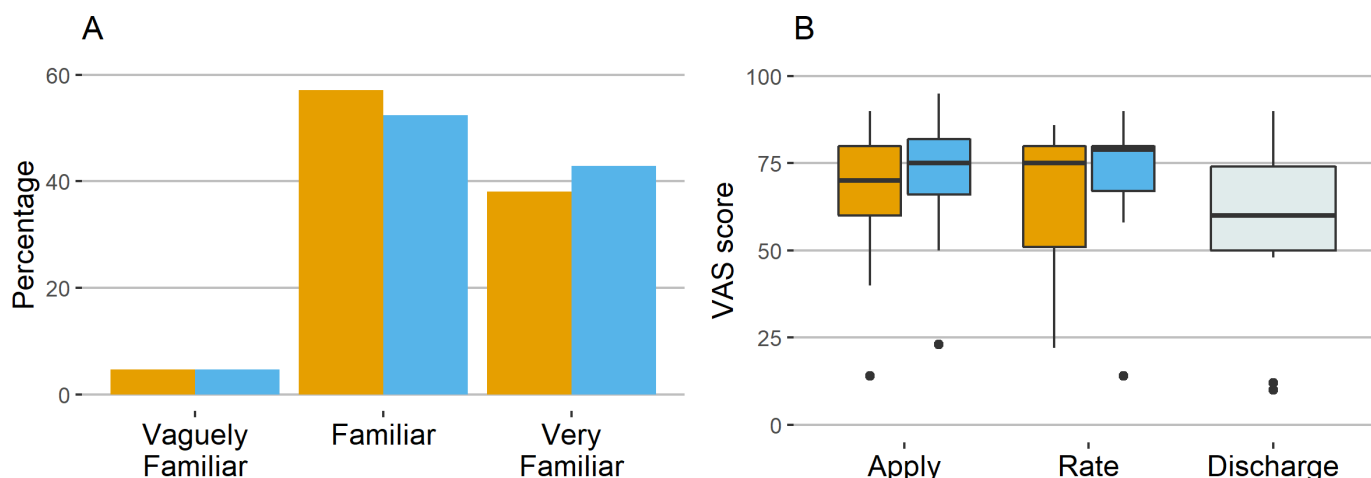 A
Percentage
60
40
20
0
Vaguely
Familiar
Familiar
Very
Familiar
B
VAS score
100
75
50
25
0
Apply
Rate
Discharge